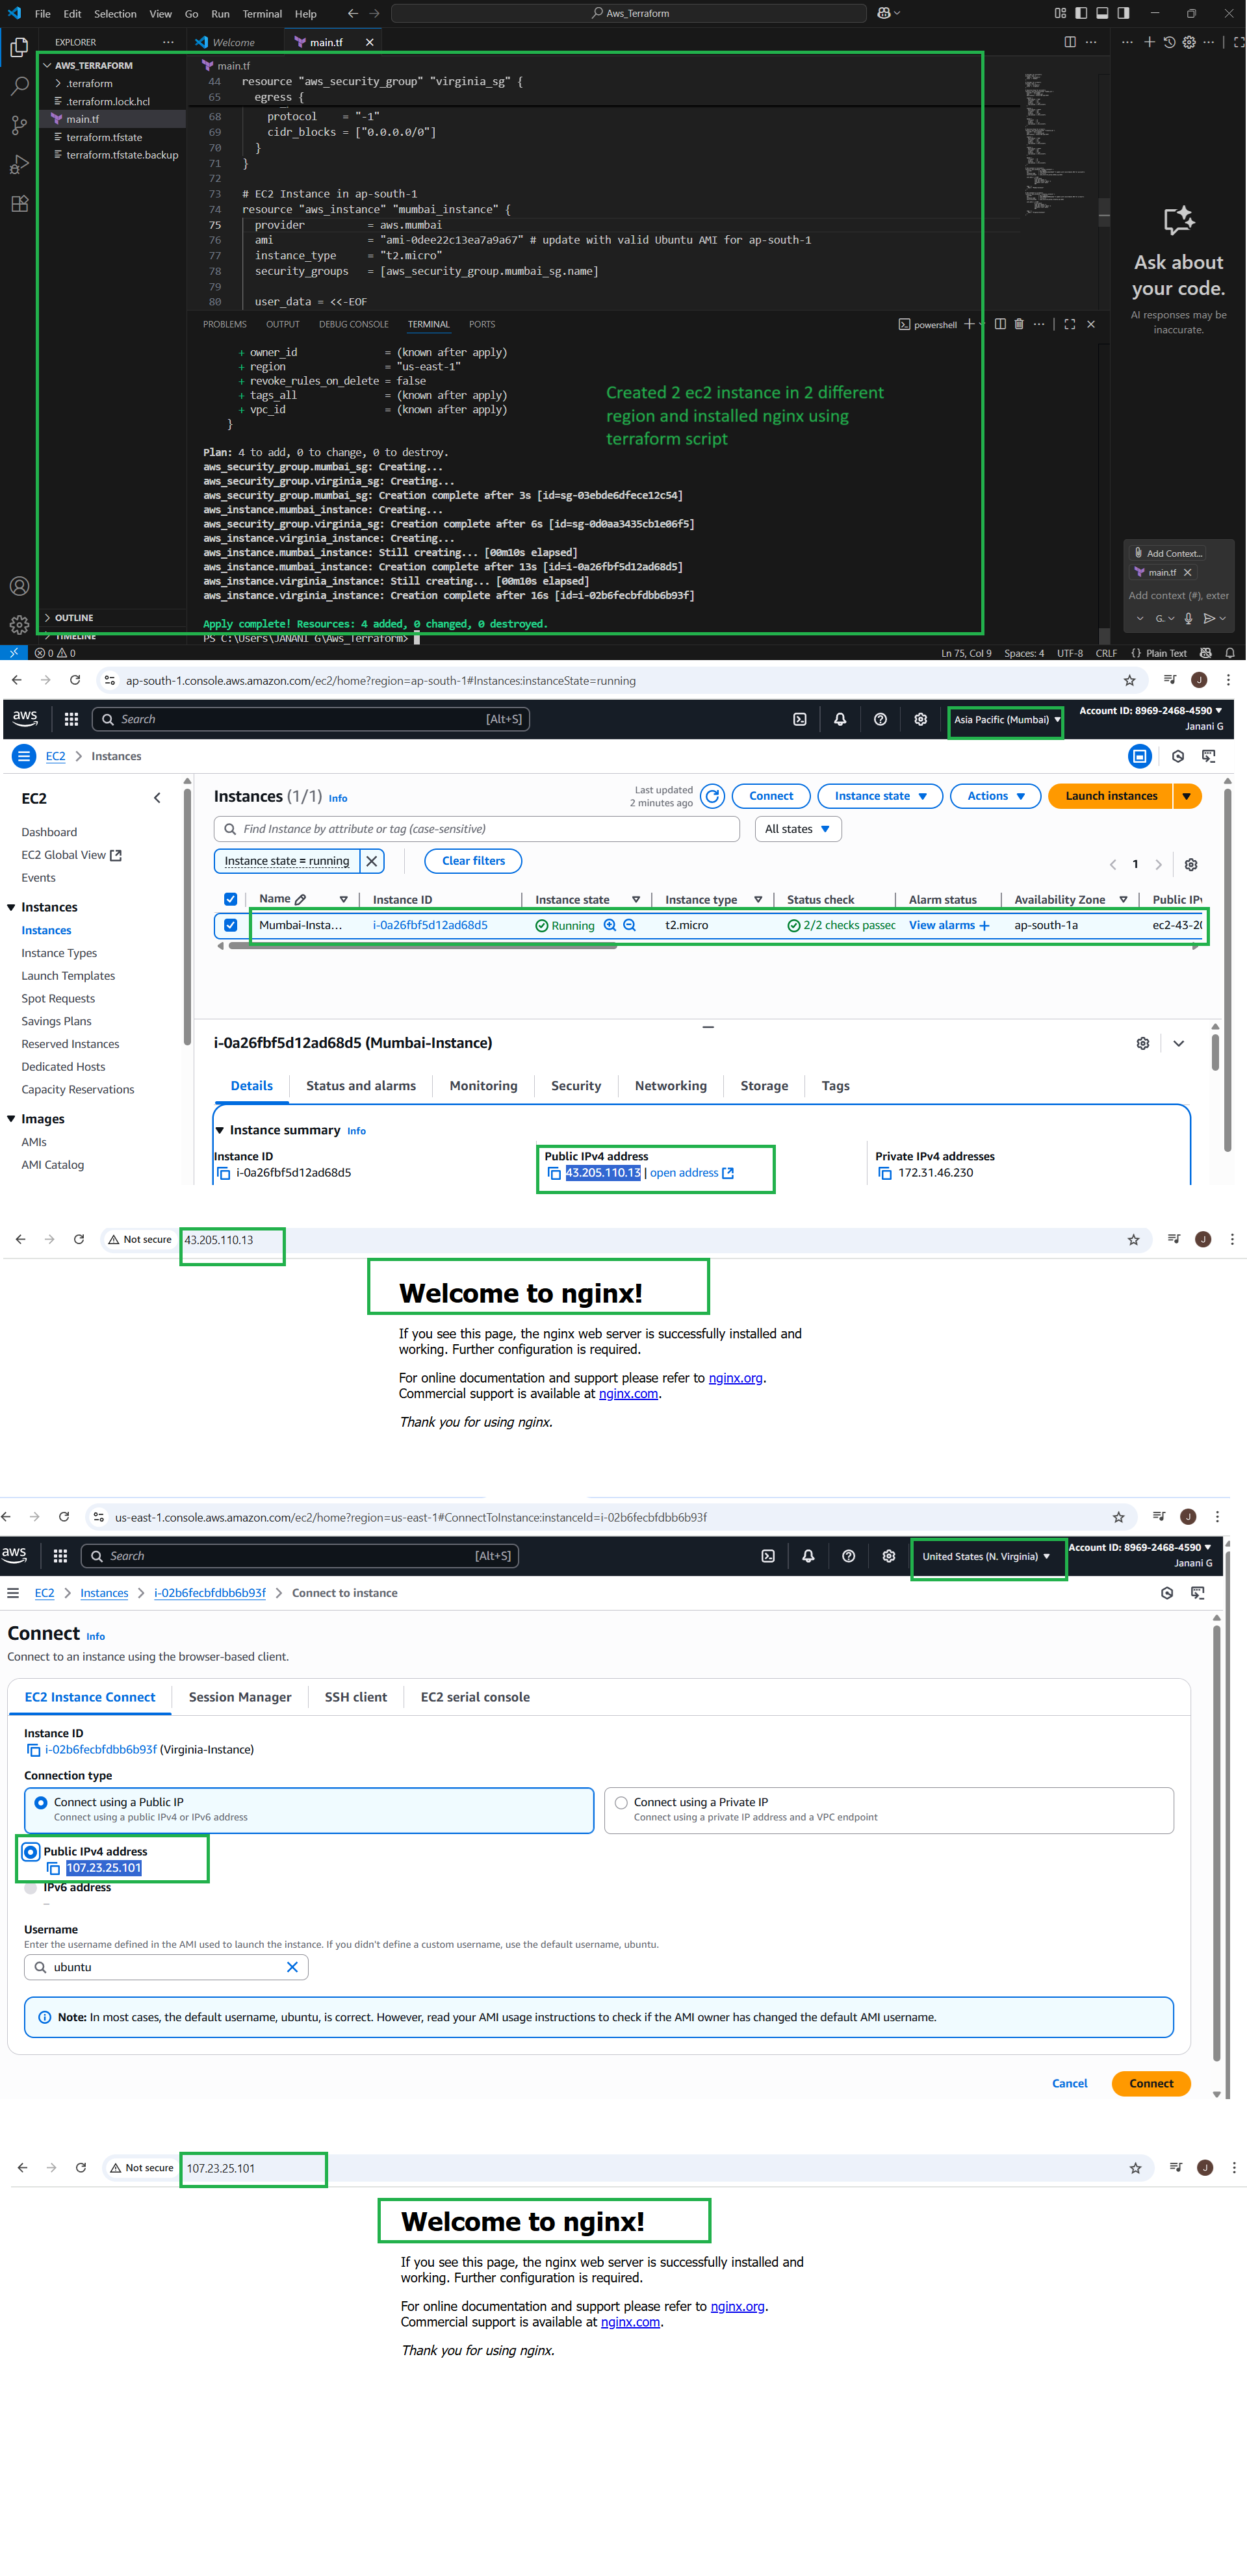 File Edit Selection View Go Run Terminal Help
Aws_Terraform
EXPLORER
Welcome
main.tf
AWS_TERRAFORM
.terraform
.terraform.lock.hcl
main.tf
terraform.tfstate
terraform.tfstate.backup
OUTLINE
TIMELINE
main.tf
44 resource "aws_security_group" "virginia_sg" {
65 egress {
68 protocol = "-1"
69 cidr_blocks = ["0.0.0.0/0"]
70 }
71 }
72
73 # EC2 Instance in ap-south-1
74 resource "aws_instance" "mumbai_instance" {
75 provider = aws.mumbai
76 ami = "ami-0dee22c13ea7a9a67" # update with valid Ubuntu AMI for ap-south-1
77 instance_type = "t2.micro"
78 security_groups = [aws_security_group.mumbai_sg.name]
79
80 user_data = <<-EOF
PROBLEMS OUTPUT DEBUG CONSOLE TERMINAL PORTS
powershell
+ owner_id = (known after apply)
+ region = "us-east-1"
+ revoke_rules_on_delete = false
+ tags_all = (known after apply)
+ vpc_id = (known after apply)
}
Created 2 ec2 instance in 2 different
region and installed nginx using
terraform script
Plan: 4 to add, 0 to change, 0 to destroy.
aws_security_group.mumbai_sg: Creating...
aws_security_group.virginia_sg: Creating...
aws_security_group.mumbai_sg: Creation complete after 3s [id=sg-03ebde6dfece12c54]
aws_instance.mumbai_instance: Creating...
aws_security_group.virginia_sg: Creation complete after 6s [id=sg-0d0aa3435cb1e06f5]
aws_instance.virginia_instance: Creating...
aws_instance.mumbai_instance: Still creating... [00m10s elapsed]
aws_instance.mumbai_instance: Creation complete after 13s [id=i-0a26fbf5d12ad68d5]
aws_instance.virginia_instance: Still creating... [00m10s elapsed]
aws_instance.virginia_instance: Creation complete after 16s [id=i-02b6fecbfdbb6b93f]
Apply complete! Resources: 4 added, 0 changed, 0 destroyed.
PS C:\Users\JANANI G\Aws_Terraform>
Ask about
your code.
AI responses may be
inaccurate.
Add Context...
main.tf
Add context (#), exter
G.
0 0
Ln 75, Col 9 Spaces: 4 UTF-8 CRLF {} Plain Text
ap-south-1.console.aws.amazon.com/ec2/home?region=ap-south-1#Instances:instanceState=running
J
aws
Search [Alt+S]
Asia Pacific (Mumbai)
Account ID: 8969-2468-4590
Janani G
EC2 > Instances
EC2
Dashboard
EC2 Global View
Events
Instances
Instances
Instance Types
Launch Templates
Spot Requests
Savings Plans
Reserved Instances
Dedicated Hosts
Capacity Reservations
Images
AMIs
AMI Catalog
Instances (1/1) Info
Last updated
2 minutes ago
Connect
Instance state
Actions
Launch instances
Find Instance by attribute or tag (case-sensitive)
All states
Instance state = running
Clear filters
1
Name Instance ID Instance state Instance type Status check Alarm status Availability Zone Public IPv
Mumbai-Insta... i-0a26fbf5d12ad68d5 Running t2.micro 2/2 checks passec View alarms + ap-south-1a ec2-43-20
i-0a26fbf5d12ad68d5 (Mumbai-Instance)
Details Status and alarms Monitoring Security Networking Storage Tags
Instance summary Info
Instance ID
i-0a26fbf5d12ad68d5
Public IPv4 address
43.205.110.13 | open address
Private IPv4 addresses
172.31.46.230
Not secure 43.205.110.13
J
Welcome to nginx!
If you see this page, the nginx web server is successfully installed and
working. Further configuration is required.
For online documentation and support please refer to nginx.org.
Commercial support is available at nginx.com.
Thank you for using nginx.
us-east-1.console.aws.amazon.com/ec2/home?region=us-east-1#ConnectToInstance:instanceId=i-02b6fecbfdbb6b93f
J
aws
Search [Alt+S]
United States (N. Virginia)
Account ID: 8969-2468-4590
Janani G
EC2 > Instances > i-02b6fecbfdbb6b93f > Connect to instance
Connect Info
Connect to an instance using the browser-based client.
EC2 Instance Connect Session Manager SSH client EC2 serial console
Instance ID
i-02b6fecbfdbb6b93f (Virginia-Instance)
Connection type
Connect using a Public IP
Connect using a public IPv4 or IPv6 address
Connect using a Private IP
Connect using a private IP address and a VPC endpoint
Public IPv4 address
107.23.25.101
IPv6 address
–
Username
Enter the username defined in the AMI used to launch the instance. If you didn't define a custom username, use the default username, ubuntu.
ubuntu
Note: In most cases, the default username, ubuntu, is correct. However, read your AMI usage instructions to check if the AMI owner has changed the default AMI username.
Cancel
Connect
Not secure 107.23.25.101
J
Welcome to nginx!
If you see this page, the nginx web server is successfully installed and
working. Further configuration is required.
For online documentation and support please refer to nginx.org.
Commercial support is available at nginx.com.
Thank you for using nginx.